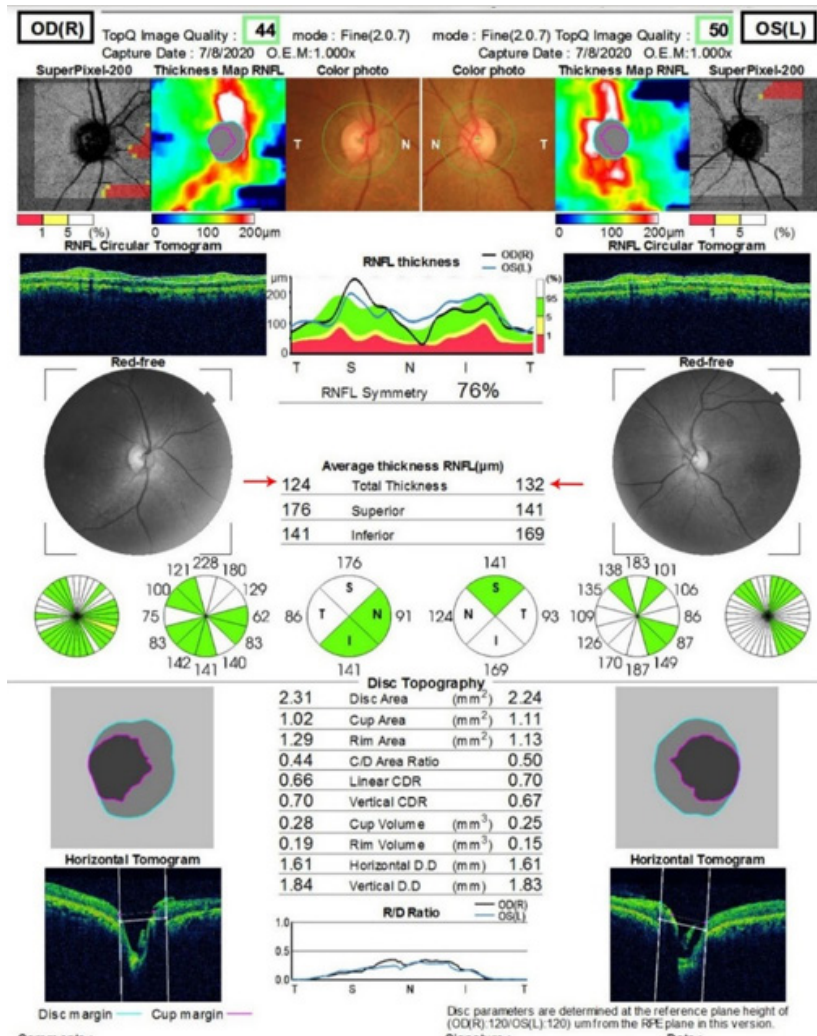 OD(R) TopQ Image Quality : 44 mode : Fine(2.0.7) mode : Fine(2.0.7) TopQ Image Quality : 50 OS(L)
Capture Date : 7/8/2020 O.E.M:1.000x Capture Date : 7/8/2020 O.E.M:1.000x
SuperPixel-200 Thickness Map RNFL Color photo Color photo Thickness Map RNFL SuperPixel-200
T N N T
1 5 (%) 0 100 200µm 0 100 200µm 1 5 (%)
RNFL Circular Tomogram RNFL thickness OD(R) OS(L) RNFL Circular Tomogram
µm 200 100 0
(%) 95 5 1
T S N I T
RNFL Symmetry 76%
Red-free Red-free
Average thickness RNFL(µm)
124 Total Thickness 132
176 Superior 141
141 Inferior 169
121 228 180 129 62 83 140 141 142 83 75 100
176 S T N I 86 91 141
141 S N T I 124 93 169
138 183 101 106 86 87 149 187 170 126 109 135
Disc Topography
2.31 Disc Area (mm²) 2.24
1.02 Cup Area (mm²) 1.11
1.29 Rim Area (mm²) 1.13
0.44 C/D Area Ratio 0.50
0.66 Linear CDR 0.70
0.70 Vertical CDR 0.67
0.28 Cup Volume (mm³) 0.25
0.19 Rim Volume (mm³) 0.15
1.61 Horizontal D.D (mm) 1.61
1.84 Vertical D.D (mm) 1.83
Horizontal Tomogram Horizontal Tomogram
R/D Ratio OD(R) OS(L)
1.0 0.5 0.0
T S N I T
Disc margin Cup margin
Disc parameters are determined at the reference plane height of
(OD(R):120/OS(L):120) um from the RPE plane in this version.